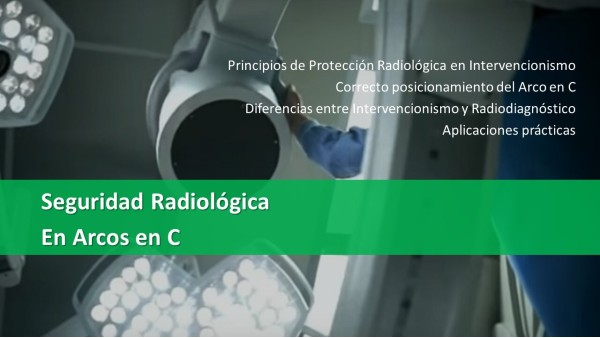 Principios de Protección Radiológica en Intervencionismo
Correcto posicionamiento del Arco en C
Diferencias entre Intervencionismo y Radiodiagnóstico
Aplicaciones prácticas
Seguridad Radiológica
En Arcos en C